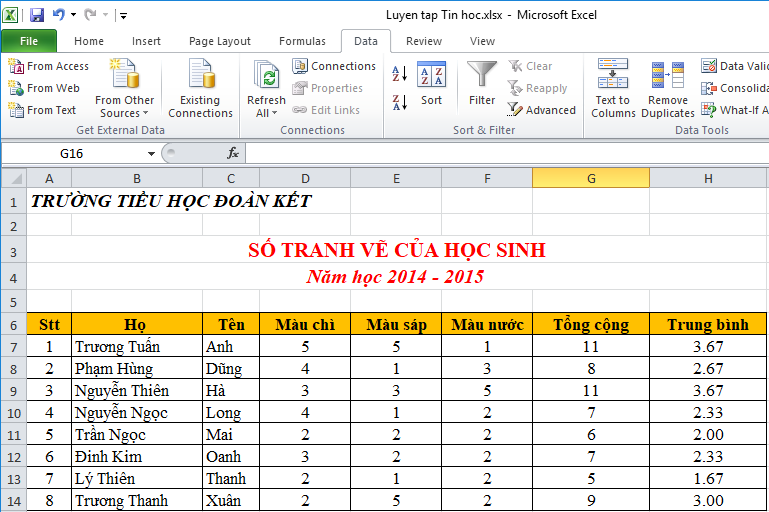 Luyen tap Tin hoc.xlsx - Microsoft Excel
File Home Insert Page Layout Formulas Data Review View
From Access
From Web
From Text
From Other Sources
Existing Connections
Get External Data
Refresh All
Connections
Properties
Edit Links
Connections
A Z
Z A
Sort
Filter
Clear
Reapply
Advanced
Sort & Filter
Text to Columns
Remove Duplicates
Data Valid
Consolida
What-If A
Data Tools
G16 fx
A B C D E F G H
1 TRƯỜNG TIỂU HỌC ĐOÀN KẾT
2
3 SỐ TRANH VẼ CỦA HỌC SINH
4 Năm học 2014 - 2015
5
6 Stt Họ Tên Màu chì Màu sáp Màu nước Tổng cộng Trung bình
7 1 Trương Tuấn Anh 5 5 1 11 3.67
8 2 Phạm Hùng Dũng 4 1 3 8 2.67
9 3 Nguyễn Thiên Hà 3 3 5 11 3.67
10 4 Nguyễn Ngọc Long 4 1 2 7 2.33
11 5 Trần Ngọc Mai 2 2 2 6 2.00
12 6 Đinh Kim Oanh 3 2 2 7 2.33
13 7 Lý Thiên Thanh 2 1 2 5 1.67
14 8 Trương Thanh Xuân 2 5 2 9 3.00